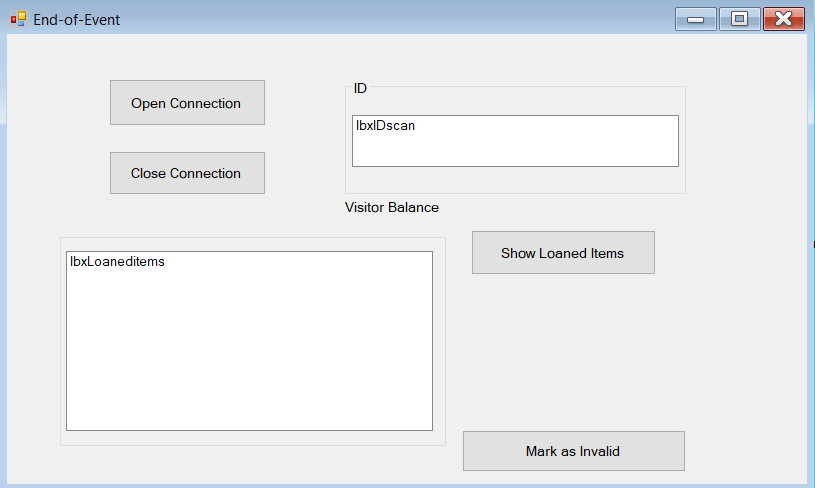 End-of-Event
Open Connection
ID
lbxIDscan
Close Connection
Visitor Balance
lbxLoaneditems
Show Loaned Items
Mark as Invalid